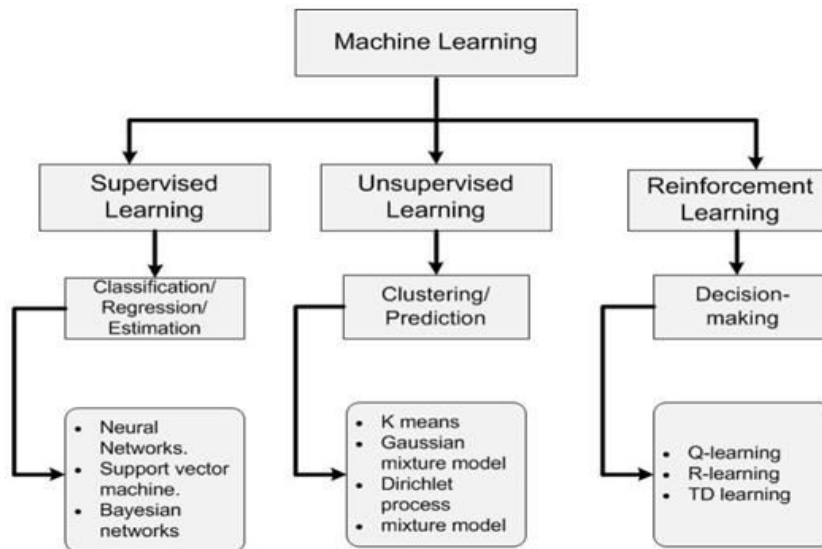 Machine Learning
Supervised
Learning
Unsupervised
Learning
Reinforcement
Learning
Classification/
Regression/
Estimation
Clustering/
Prediction
Decision-
making
• Neural
Networks.
• Support vector
machine.
• Bayesian
networks
• K means
• Gaussian
mixture model
• Dirichlet
process
• mixture model
• Q-learning
• R-learning
• TD learning